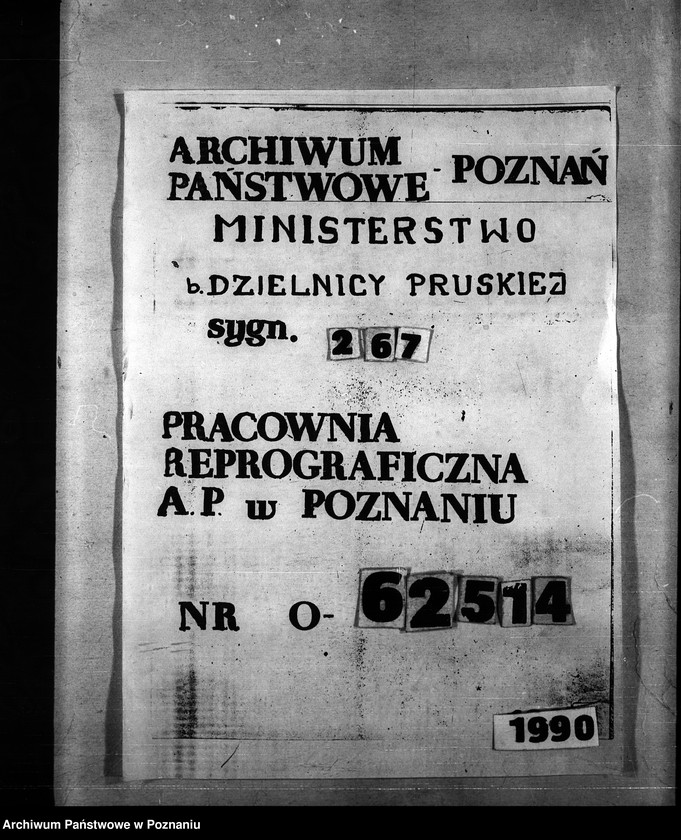 ARCHIWUM
PAŃSTWOWE - POZNAŃ
MINISTERSTWO
b. DZIELNICY PRUSKIEJ
sygn. 267
PRACOWNIA
REPROGRAFICZNA
A.P. w POZNANIU
NR O-62514
1990
Archiwum Państwowe w Poznaniu